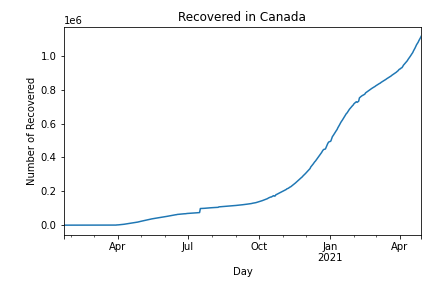 Recovered in Canada
1e6
1.0
0.8
0.6
0.4
0.2
0.0
Number of Recovered
Apr
Jul
Oct
Jan
2021
Apr
Day